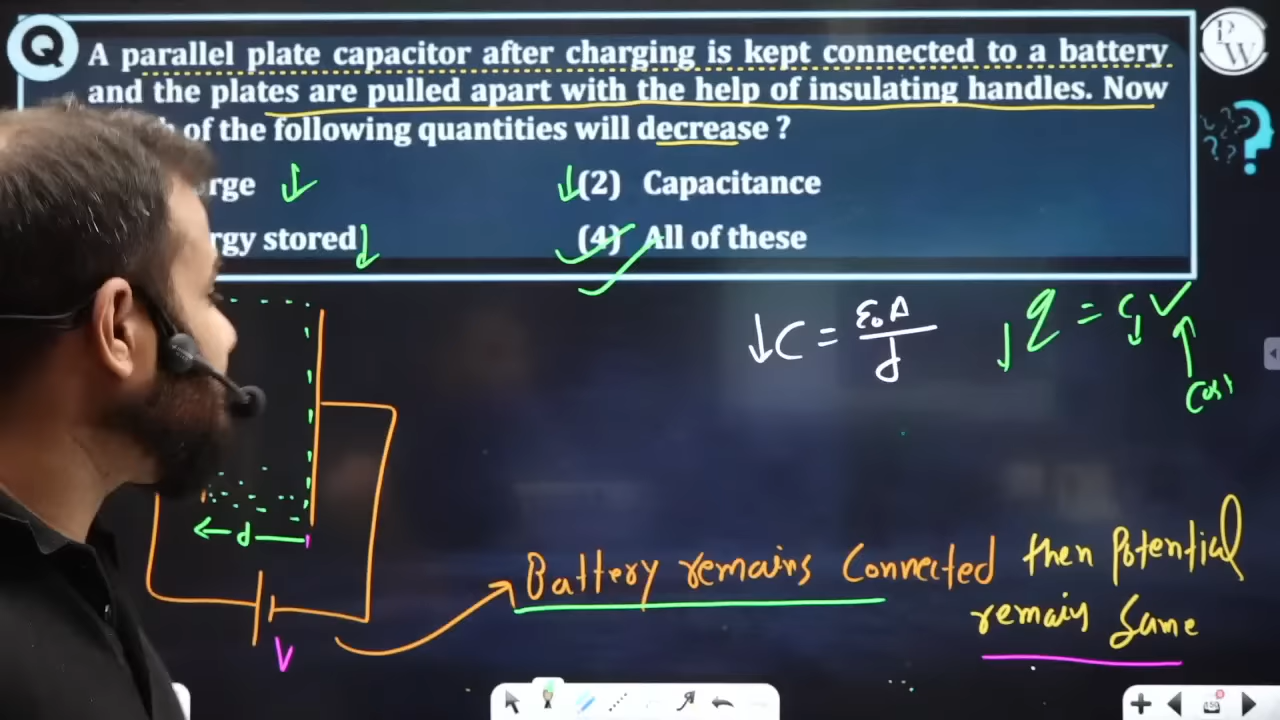 Q A parallel plate capacitor after charging is kept connected to a battery
PW
and the plates are pulled apart with the help of insulating handles. Now
of the following quantities will decrease ?
rge ↓ ↓(2) Capacitance
rgy stored ↓ (4) All of these
↓C = ε₀A/d
↓q = C↓V
Cost
d
V
Battery remains Connected then Potential
remain Same